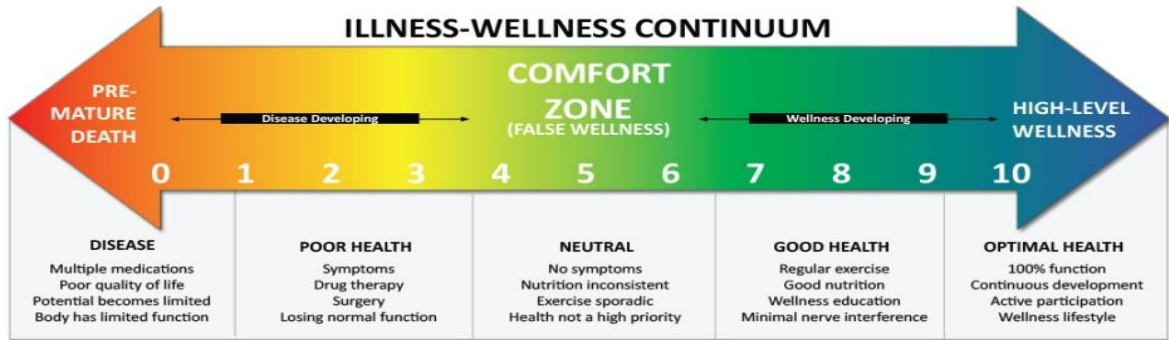 ILLNESS-WELLNESS CONTINUUM
PRE-
MATURE
DEATH
Disease Developing
COMFORT
ZONE
(FALSE WELLNESS)
Wellness Developing
HIGH-LEVEL
WELLNESS
0 1 2 3 4 5 6 7 8 9 10
DISEASE
Multiple medications
Poor quality of life
Potential becomes limited
Body has limited function
POOR HEALTH
Symptoms
Drug therapy
Surgery
Losing normal function
NEUTRAL
No symptoms
Nutrition inconsistent
Exercise sporadic
Health not a high priority
GOOD HEALTH
Regular exercise
Good nutrition
Wellness education
Minimal nerve interference
OPTIMAL HEALTH
100% function
Continuous development
Active participation
Wellness lifestyle